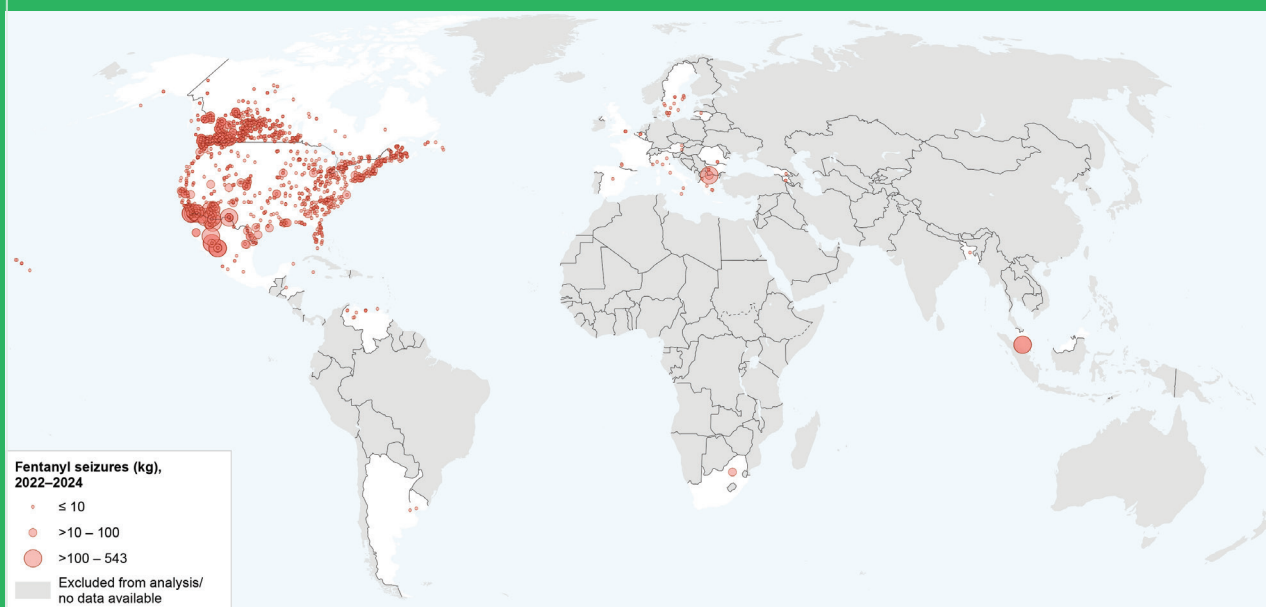 Fentanyl seizures (kg),
2022–2024
≤ 10
>10 – 100
>100 – 543
Excluded from analysis/
no data available